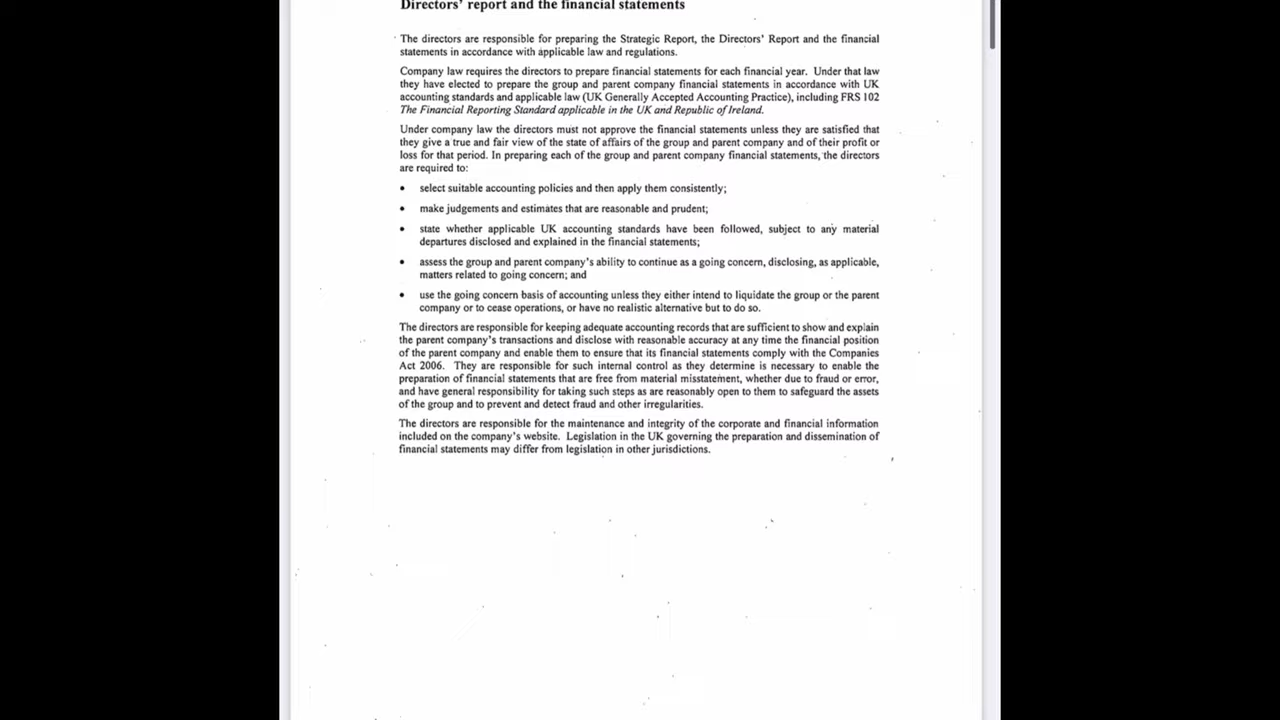 Directors' report and the financial statements
The directors are responsible for preparing the Strategic Report, the Directors' Report and the financial
statements in accordance with applicable law and regulations.
Company law requires the directors to prepare financial statements for each financial year. Under that law
they have elected to prepare the group and parent company financial statements in accordance with UK
accounting standards and applicable law (UK Generally Accepted Accounting Practice), including FRS 102
The Financial Reporting Standard applicable in the UK and Republic of Ireland.
Under company law the directors must not approve the financial statements unless they are satisfied that
they give a true and fair view of the state of affairs of the group and parent company and of their profit or
loss for that period. In preparing each of the group and parent company financial statements, the directors
are required to:
• select suitable accounting policies and then apply them consistently;
• make judgements and estimates that are reasonable and prudent;
• state whether applicable UK accounting standards have been followed, subject to any material
departures disclosed and explained in the financial statements;
• assess the group and parent company's ability to continue as a going concern, disclosing, as applicable,
matters related to going concern; and
• use the going concern basis of accounting unless they either intend to liquidate the group or the parent
company or to cease operations, or have no realistic alternative but to do so.
The directors are responsible for keeping adequate accounting records that are sufficient to show and explain
the parent company's transactions and disclose with reasonable accuracy at any time the financial position
of the parent company and enable them to ensure that its financial statements comply with the Companies
Act 2006. They are responsible for such internal control as they determine is necessary to enable the
preparation of financial statements that are free from material misstatement, whether due to fraud or error,
and have general responsibility for taking such steps as are reasonably open to them to safeguard the assets
of the group and to prevent and detect fraud and other irregularities.
The directors are responsible for the maintenance and integrity of the corporate and financial information
included on the company's website. Legislation in the UK governing the preparation and dissemination of
financial statements may differ from legislation in other jurisdictions.